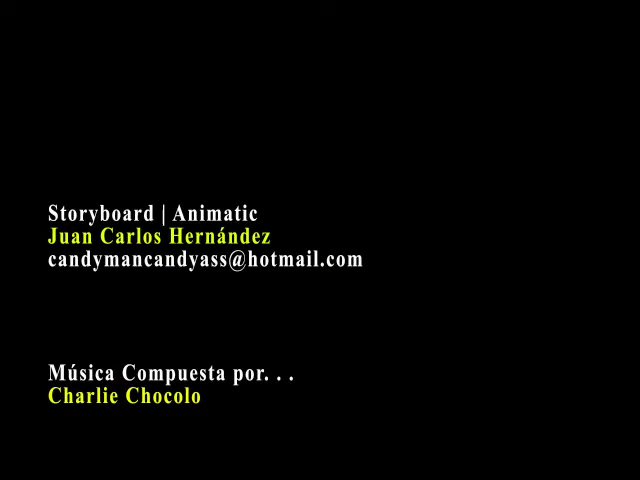 Storyboard | Animatic
Juan Carlos Hernández
candymancandyass@hotmail.com
Música Compuesta por. . .
Charlie Chocolo